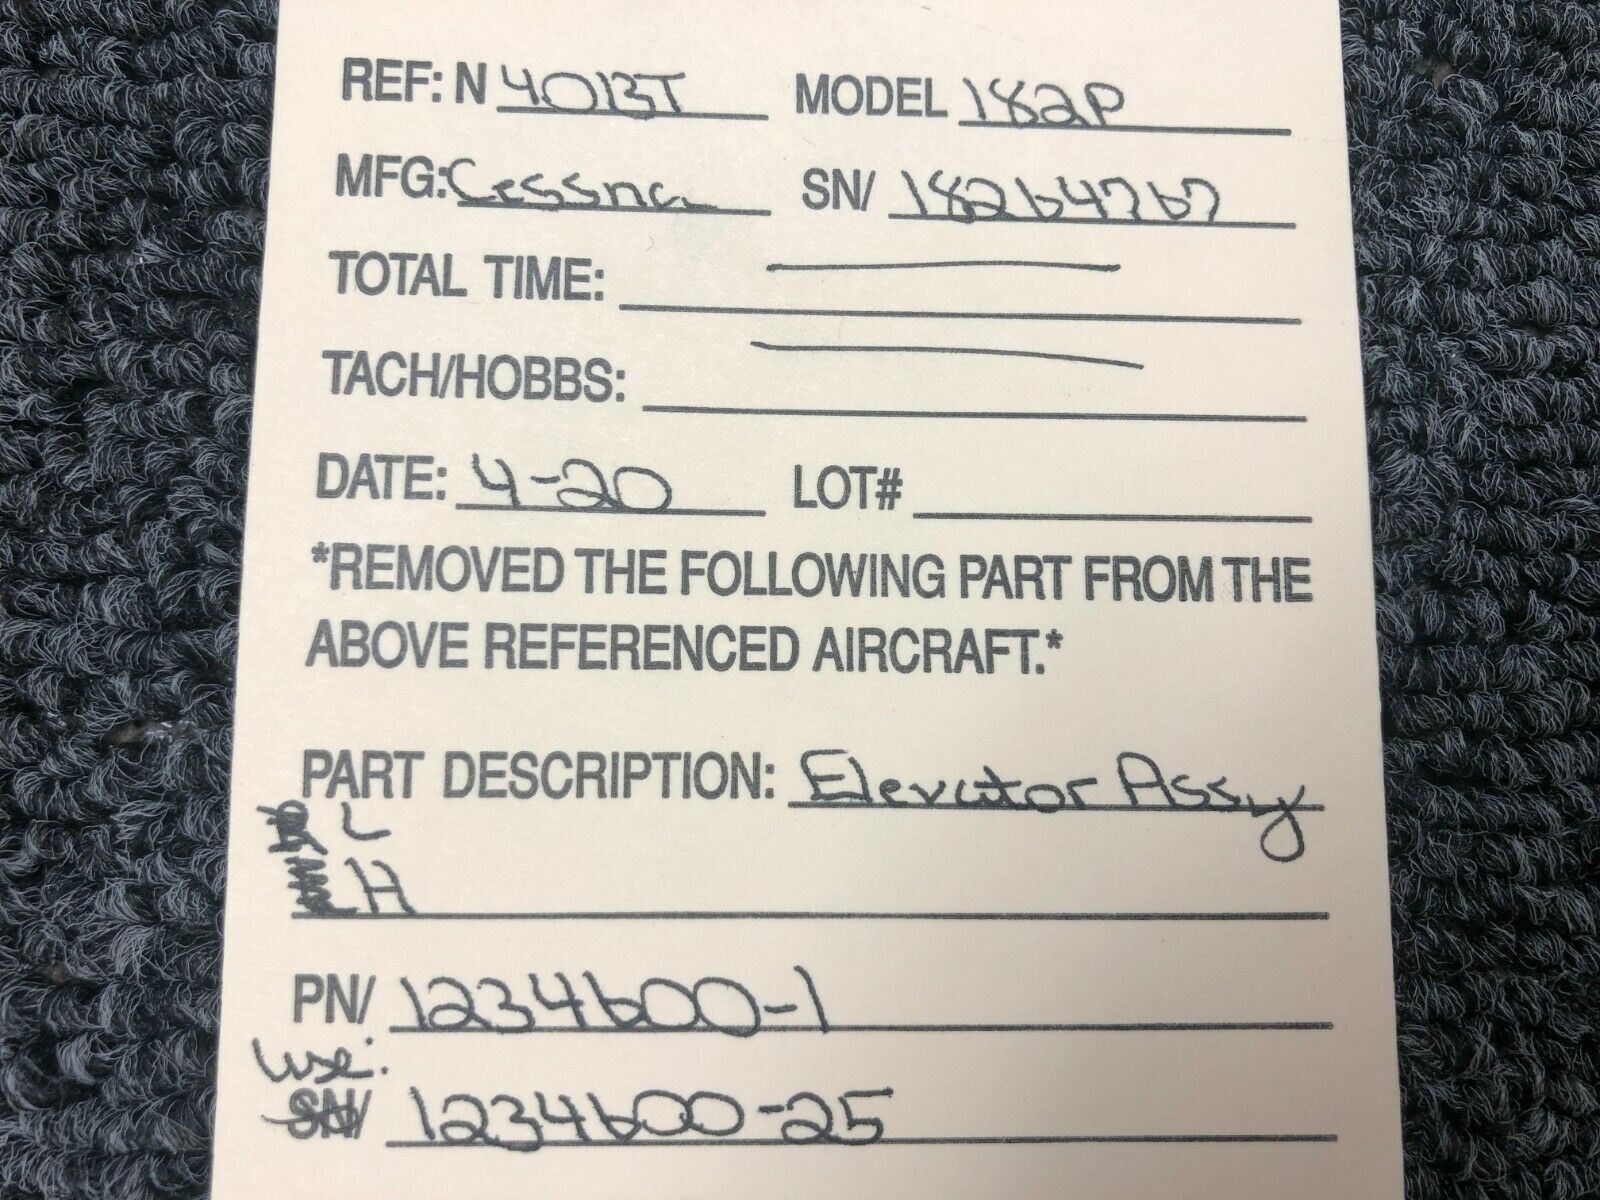 REF: N 4013T MODEL 182P
MFG: Cessna SN/ 18264767
TOTAL TIME:
TACH/HOBBS:
DATE: 4-20 LOT#
*REMOVED THE FOLLOWING PART FROM THE
ABOVE REFERENCED AIRCRAFT.*
PART DESCRIPTION: Elevator Assy
L
H
PN/ 1234600-1
use:
SN/ 1234600-25